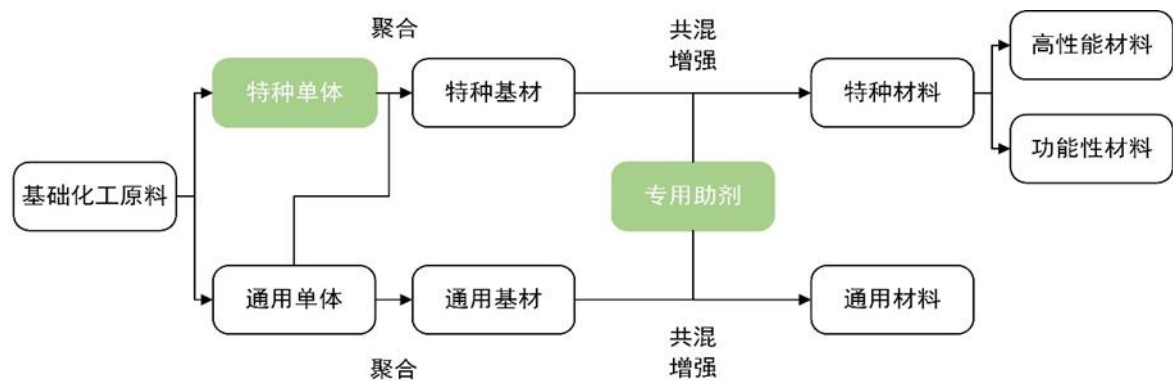 聚合
共混
增强
高性能材料
特种单体
特种基材
特种材料
功能性材料
基础化工原料
专用助剂
通用单体
通用基材
通用材料
聚合
共混
增强